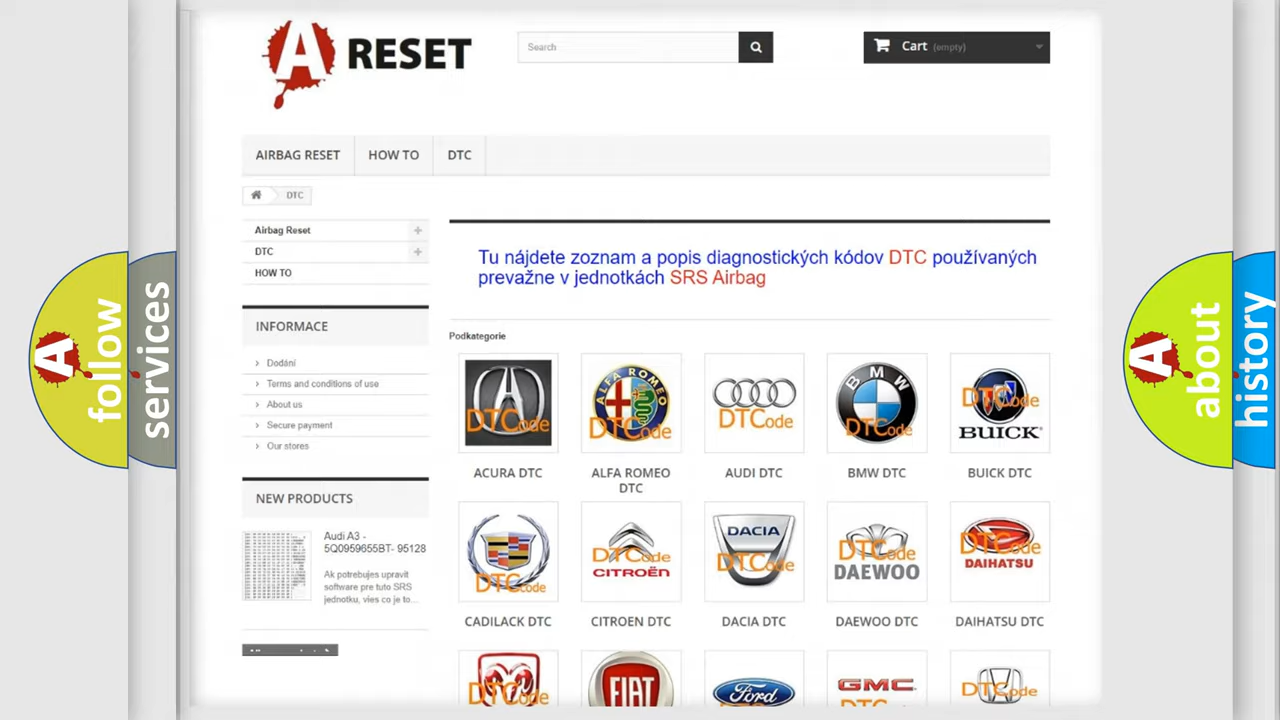 A RESET
Search
Cart (empty)
AIRBAG RESET
HOW TO
DTC
DTC
Airbag Reset
DTC
HOW TO
INFORMACE
Dodání
Terms and conditions of use
About us
Secure payment
Our stores
NEW PRODUCTS
Audi A3 -
5Q0959655BT- 95128
Ak potrebujes upravit
software pre tuto SRS
jednotku, vies co je to...
Tu nájdete zoznam a popis diagnostických kódov DTC používaných
prevažne v jednotkách SRS Airbag
Podkategorie
DTCode
ALFA ROMEO
DTCode
DTCode
BMW
DTCode
DTCode
BUICK
ACURA DTC
ALFA ROMEO
DTC
AUDI DTC
BMW DTC
BUICK DTC
DTCode
DTCode
CITROËN
DACIA
DTCode
DTCode
DAEWOO
DTCode
DAIHATSU
CADILACK DTC
CITROEN DTC
DACIA DTC
DAEWOO DTC
DAIHATSU DTC
DTCode
FIAT
Ford
GMC
DTCode
A follow
services
A about
history